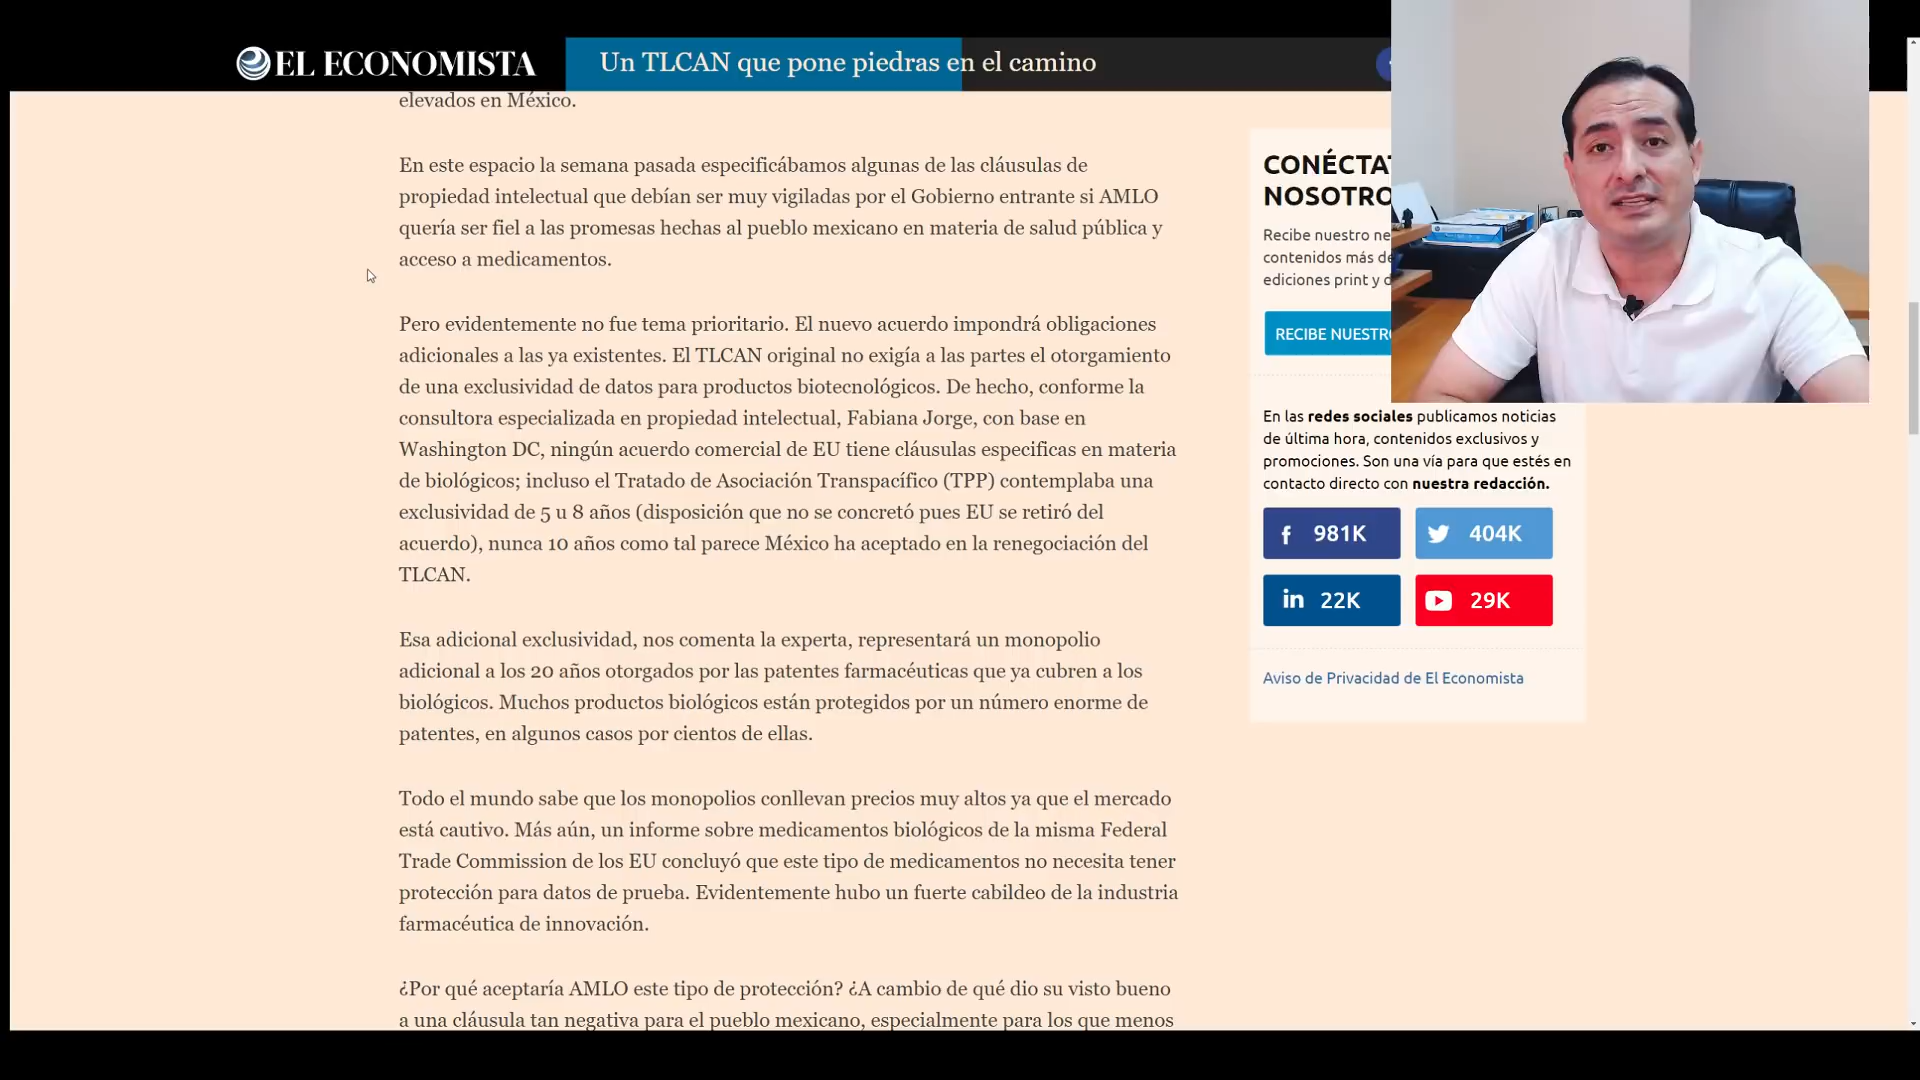 EL ECONOMISTA
Un TLCAN que pone piedras en el camino
elevados en México.
En este espacio la semana pasada especificábamos algunas de las cláusulas de
propiedad intelectual que debían ser muy vigiladas por el Gobierno entrante si AMLO
quería ser fiel a las promesas hechas al pueblo mexicano en materia de salud pública y
acceso a medicamentos.
Pero evidentemente no fue tema prioritario. El nuevo acuerdo impondrá obligaciones
adicionales a las ya existentes. El TLCAN original no exigía a las partes el otorgamiento
de una exclusividad de datos para productos biotecnológicos. De hecho, conforme la
consultora especializada en propiedad intelectual, Fabiana Jorge, con base en
Washington DC, ningún acuerdo comercial de EU tiene cláusulas especificas en materia
de biológicos; incluso el Tratado de Asociación Transpacífico (TPP) contemplaba una
exclusividad de 5 u 8 años (disposición que no se concretó pues EU se retiró del
acuerdo), nunca 10 años como tal parece México ha aceptado en la renegociación del
TLCAN.
Esa adicional exclusividad, nos comenta la experta, representará un monopolio
adicional a los 20 años otorgados por las patentes farmacéuticas que ya cubren a los
biológicos. Muchos productos biológicos están protegidos por un número enorme de
patentes, en algunos casos por cientos de ellas.
Todo el mundo sabe que los monopolios conllevan precios muy altos ya que el mercado
está cautivo. Más aún, un informe sobre medicamentos biológicos de la misma Federal
Trade Commission de los EU concluyó que este tipo de medicamentos no necesita tener
protección para datos de prueba. Evidentemente hubo un fuerte cabildeo de la industria
farmacéutica de innovación.
¿Por qué aceptaría AMLO este tipo de protección? ¿A cambio de qué dio su visto bueno
a una cláusula tan negativa para el pueblo mexicano, especialmente para los que menos
CONÉCTAT
NOSOTRO
Recibe nuestro ne
contenidos más de
ediciones print y d
RECIBE NUESTRO
En las redes sociales publicamos noticias
de última hora, contenidos exclusivos y
promociones. Son una vía para que estés en
contacto directo con nuestra redacción.
981K
404K
in 22K
29K
Aviso de Privacidad de El Economista